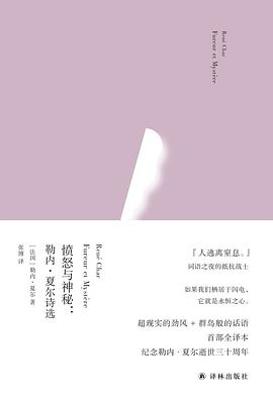 René Char
Fureur et Mystère
René Char
Fureur et Mystère
愤怒与神秘：
勒内·夏尔诗选
［法国］勒内·夏尔 著
张博 译
『人逃离窒息。』
词语之夜的抵抗战士
如果我们栖居于闪电，
它就是永恒之心。
超现实的劲风 + 群岛般的话语
首部全译本
纪念勒内·夏尔逝世三十周年
译林出版社